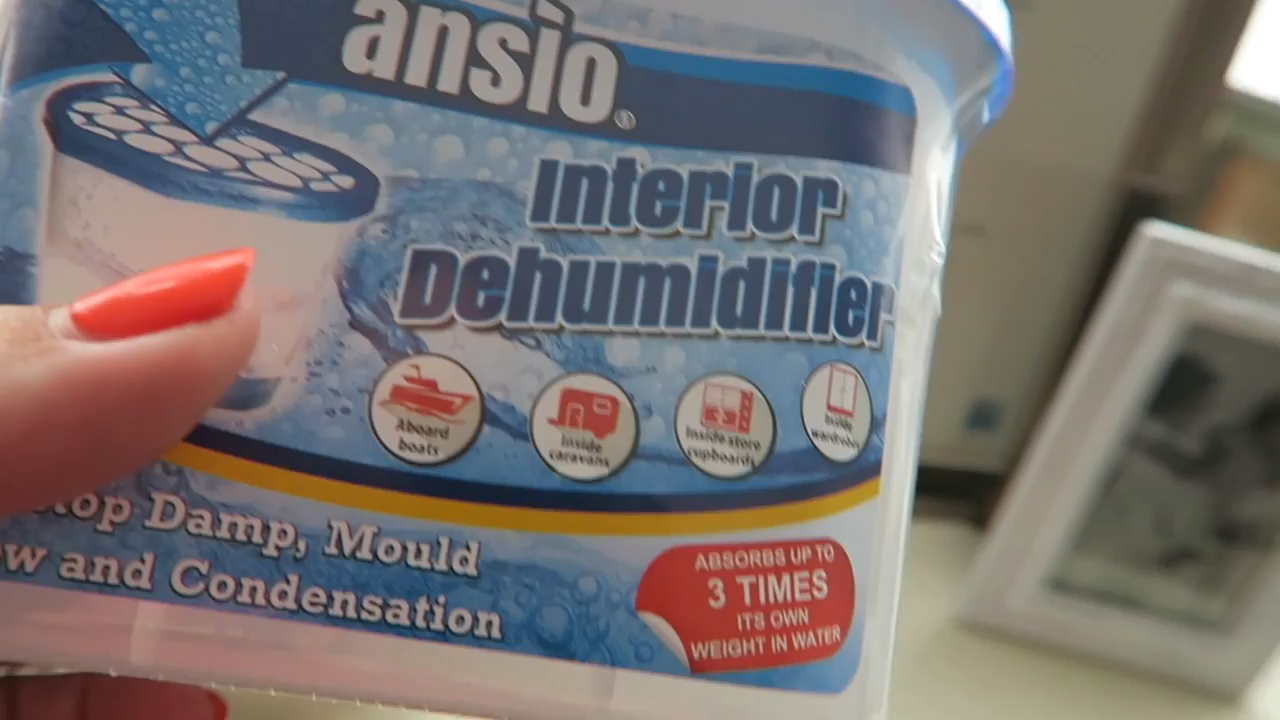 ansio®
Interior
Dehumidifier
Aboard
boats
Inside
caravans
Inside store
cupboards
Inside
wardrobes
Damp, Mould
and Condensation
ABSORBS UP TO
3 TIMES
ITS OWN
WEIGHT IN WATER